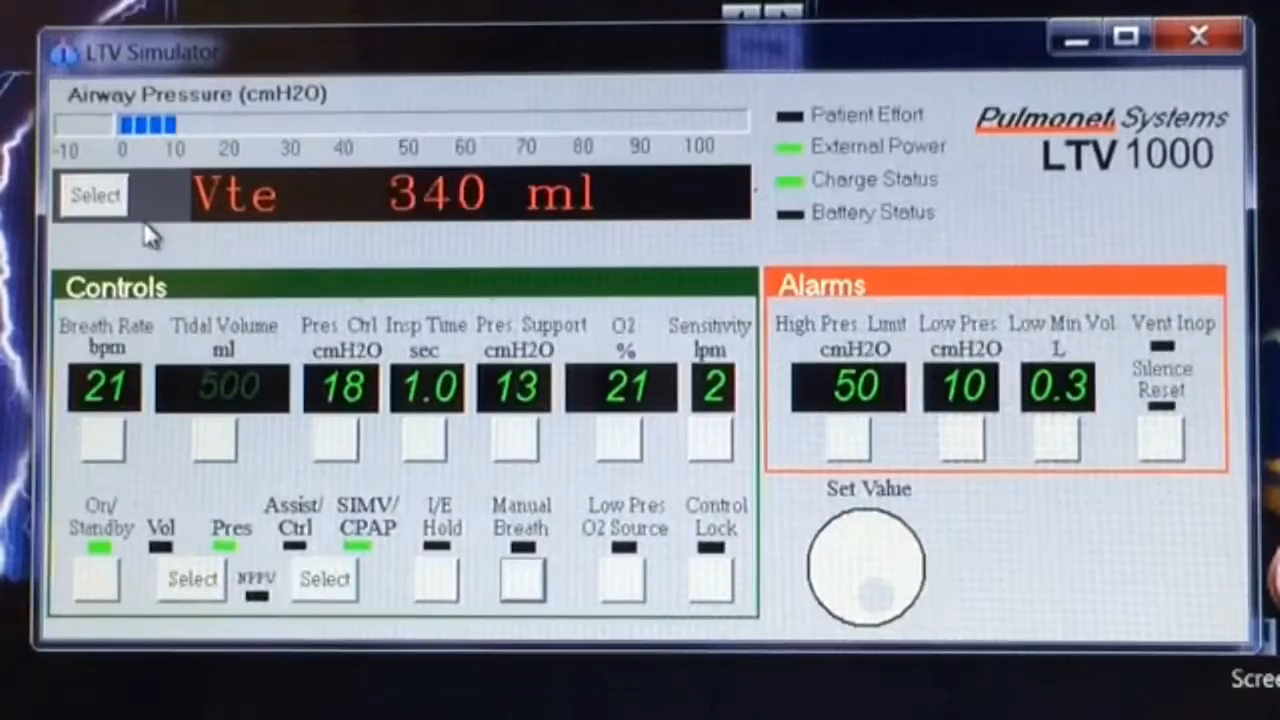 LTV Simulator
Airway Pressure (cmH2O)
-10 0 10 20 30 40 50 60 70 80 90 100
Select Vte 340 ml
Patient Effort
External Power
Charge Status
Battery Status
Pulmonet Systems
LTV 1000
Controls
Breath Rate Tidal Volume Pres. Ctrl Insp Time Pres. Support O2 Sensitivity
bpm ml cmH2O sec cmH2O % lpm
21 500 18 1.0 13 21 2
On/ Assist/ SIMV/ I/E Manual Low Pres Control
Standby Vol Pres Ctrl CPAP Hold Breath O2 Source Lock
Select NPPV Select
Alarms
High Pres. Limit Low Pres Low Min Vol Vent Inop
cmH2O cmH2O L
Silence
Reset
50 10 0.3
Set Value